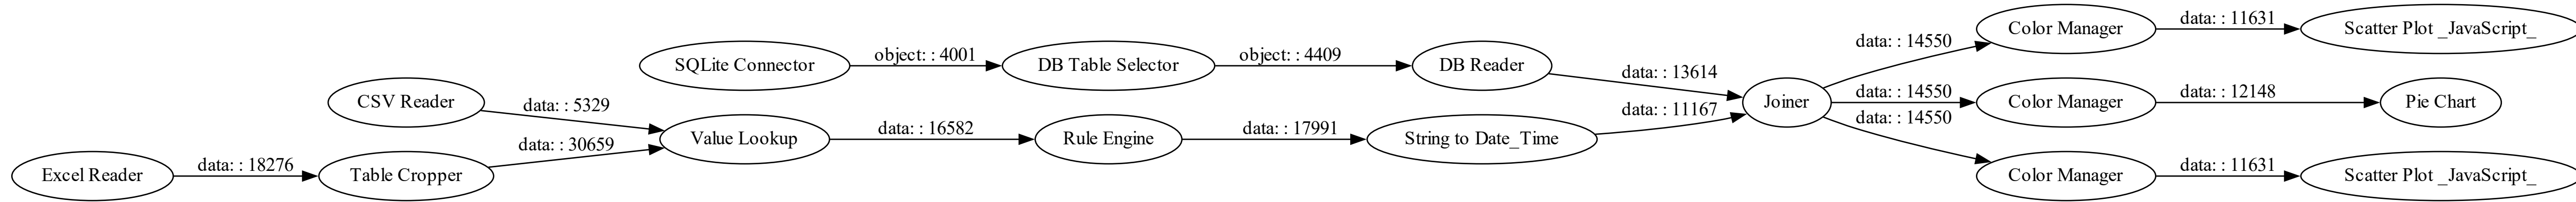 Excel Reader
data: : 18276
CSV Reader
Table Cropper
data: : 5329
data: : 30659
SQLite Connector
Value Lookup
object: : 4001
data: : 16582
DB Table Selector
Rule Engine
object: : 4409
data: : 17991
DB Reader
String to Date_Time
data: : 13614
data: : 11167
Joiner
data: : 14550
data: : 14550
data: : 14550
Color Manager
Color Manager
Color Manager
data: : 11631
data: : 12148
data: : 11631
Scatter Plot _JavaScript_
Pie Chart
Scatter Plot _JavaScript_